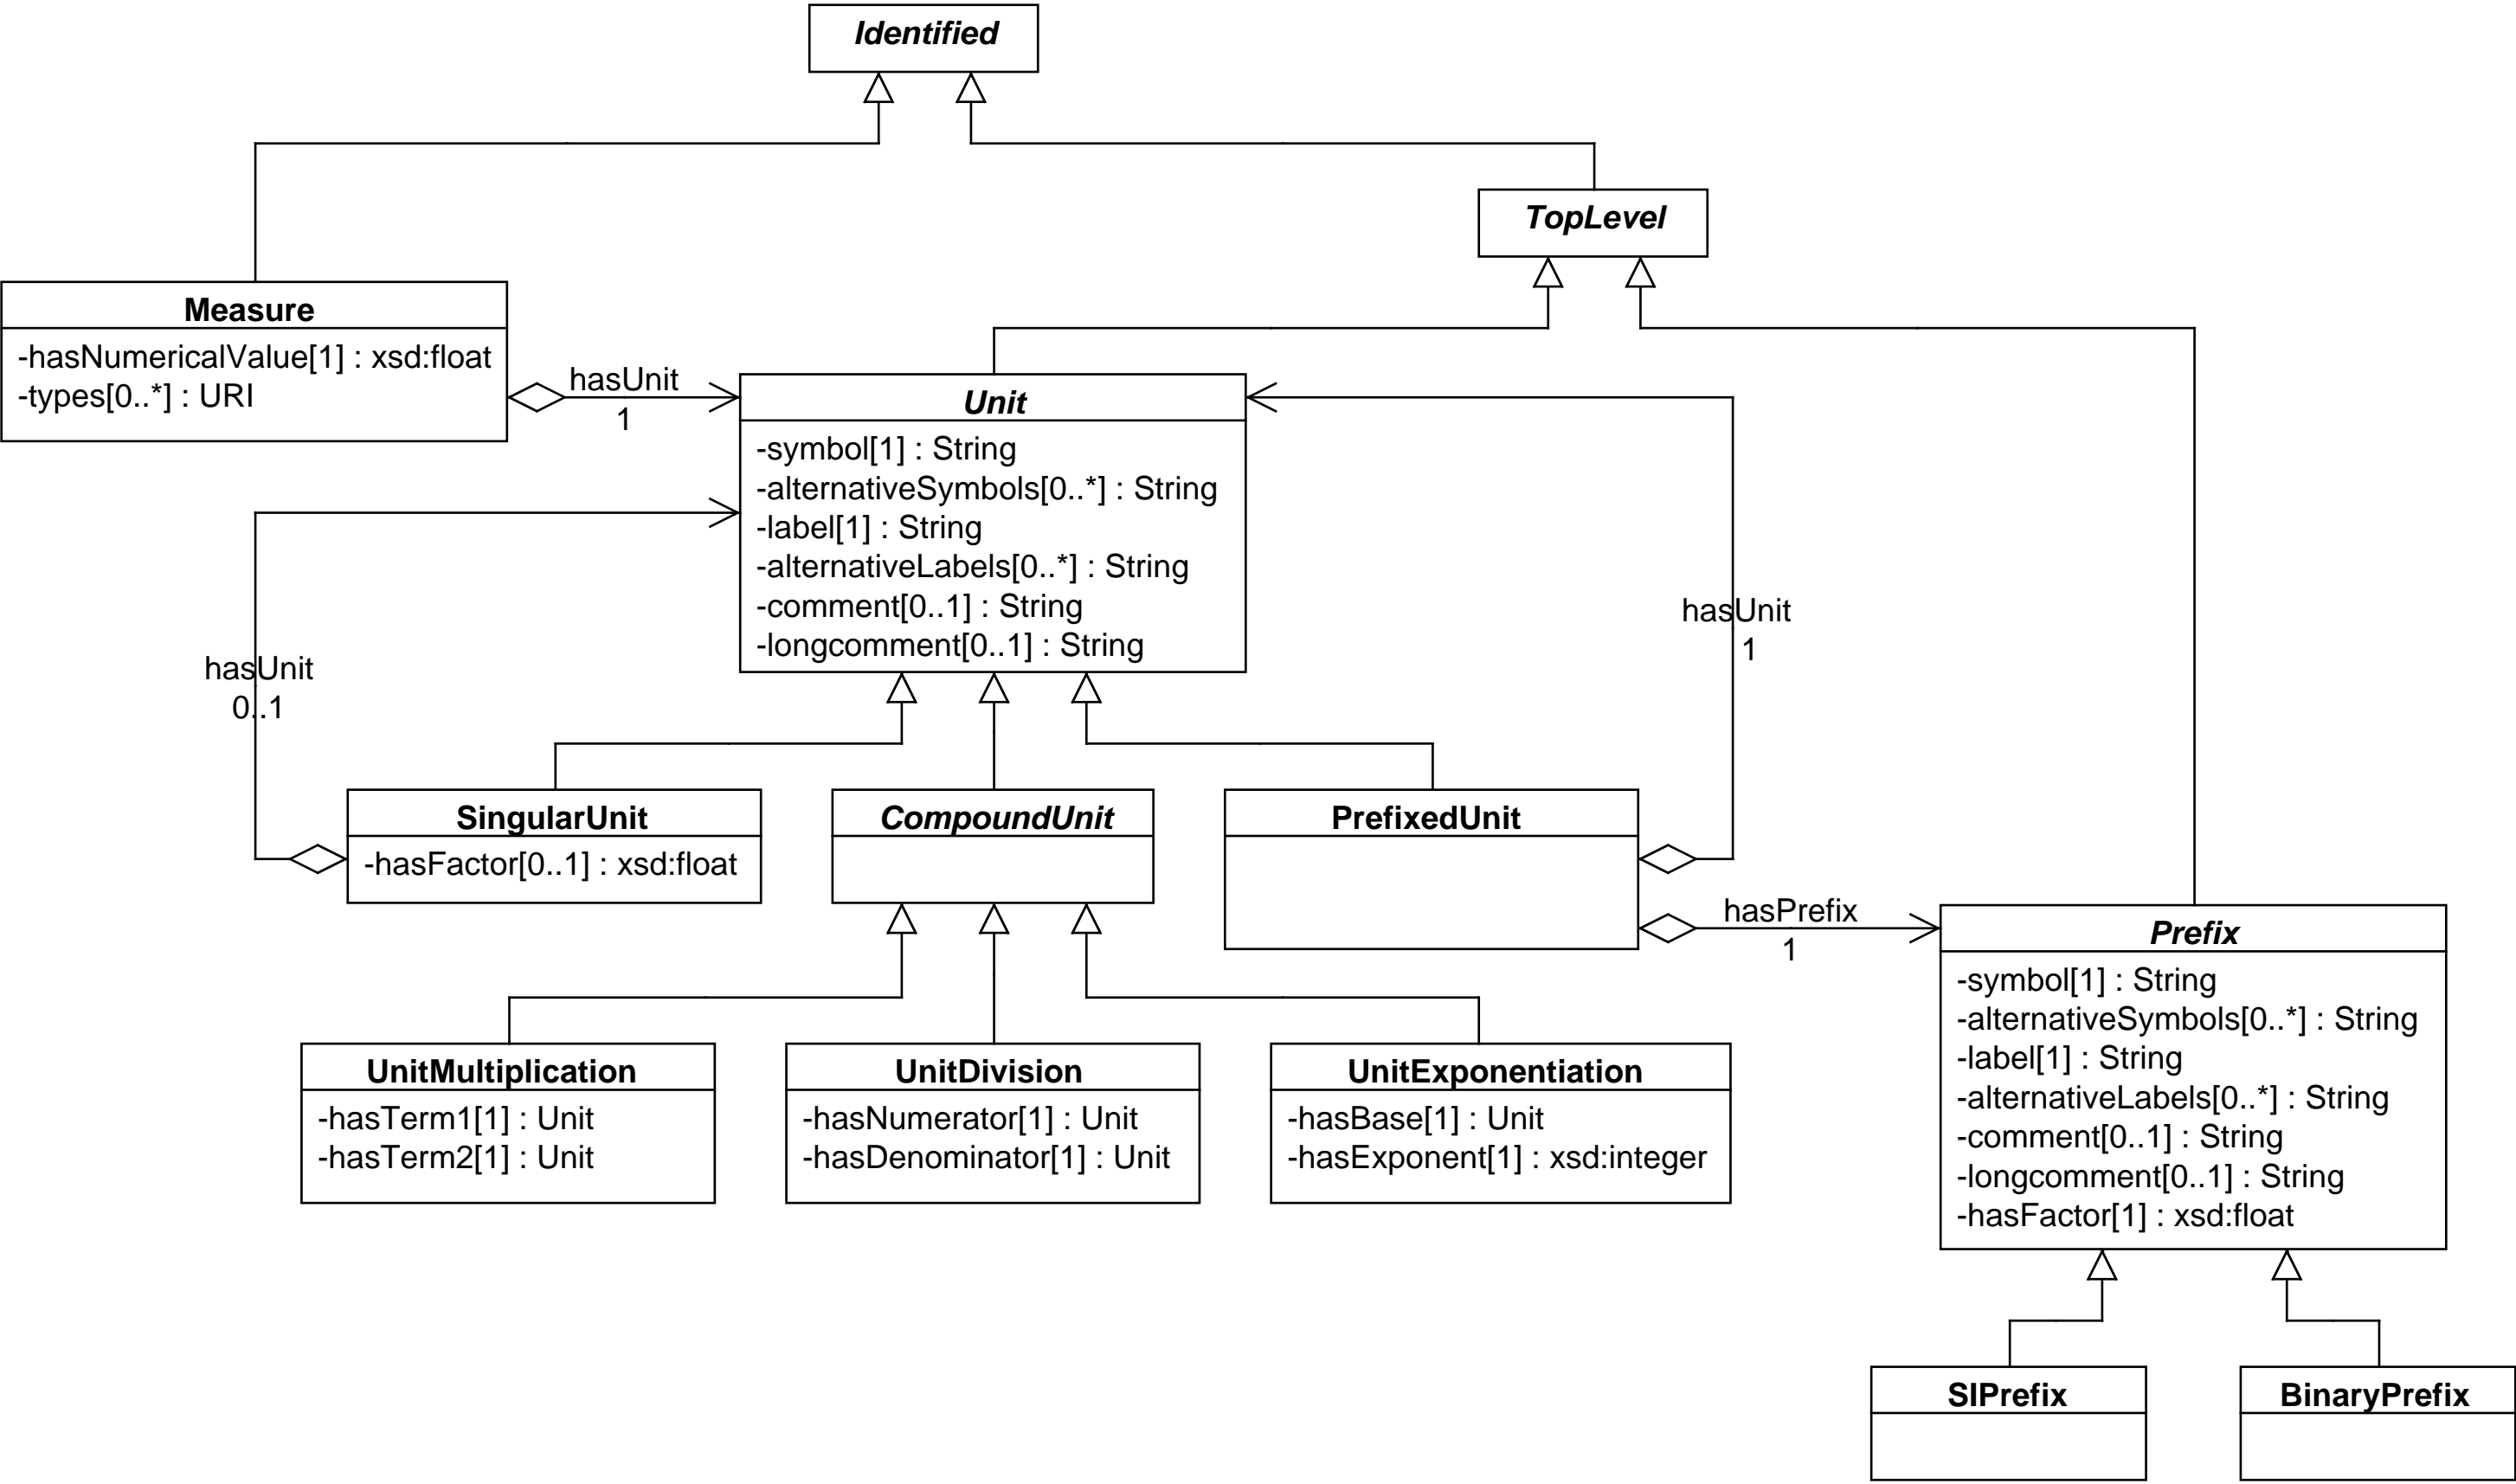 Identified
TopLevel
Measure
-hasNumericalValue[1] : xsd:float
-types[0..*] : URI
hasUnit
1
Unit
-symbol[1] : String
-alternativeSymbols[0..*] : String
-label[1] : String
-alternativeLabels[0..*] : String
-comment[0..1] : String
-longcomment[0..1] : String
hasUnit
0..1
hasUnit
1
SingularUnit
-hasFactor[0..1] : xsd:float
CompoundUnit
PrefixedUnit
hasPrefix
1
Prefix
-symbol[1] : String
-alternativeSymbols[0..*] : String
-label[1] : String
-alternativeLabels[0..*] : String
-comment[0..1] : String
-longcomment[0..1] : String
-hasFactor[1] : xsd:float
UnitMultiplication
-hasTerm1[1] : Unit
-hasTerm2[1] : Unit
UnitDivision
-hasNumerator[1] : Unit
-hasDenominator[1] : Unit
UnitExponentiation
-hasBase[1] : Unit
-hasExponent[1] : xsd:integer
SIPrefix
BinaryPrefix